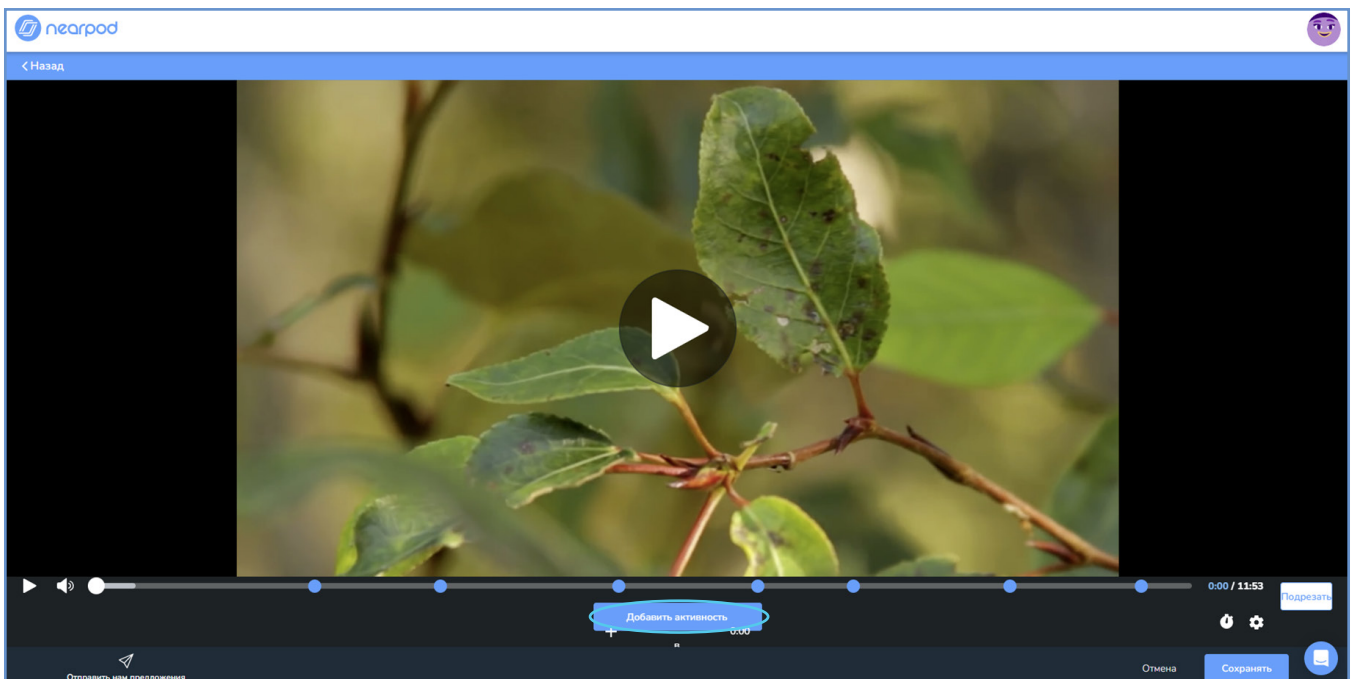 nearpod
Назад
0:00 / 11:53
Подрезать
Добавить активность
+ 0:00
в
Отправить нам предложения
Отмена
Сохранять